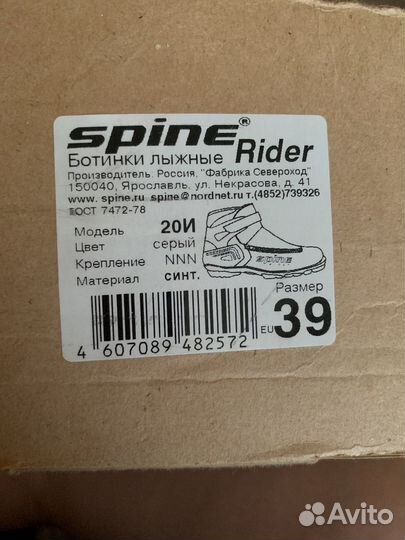 spine® Rider
Ботинки лыжные
Производитель. Россия, "Фабрика Североход"
150040, Ярославль. ул. Некрасова, д. 41
www. spine.ru spine@nordnet.ru т.(4852)739326
ГОСТ 7472-78
Модель 20И
Цвет серый
Крепление NNN
Материал синт.
spine
Размер
EU 39
4 607089 482572
Avito